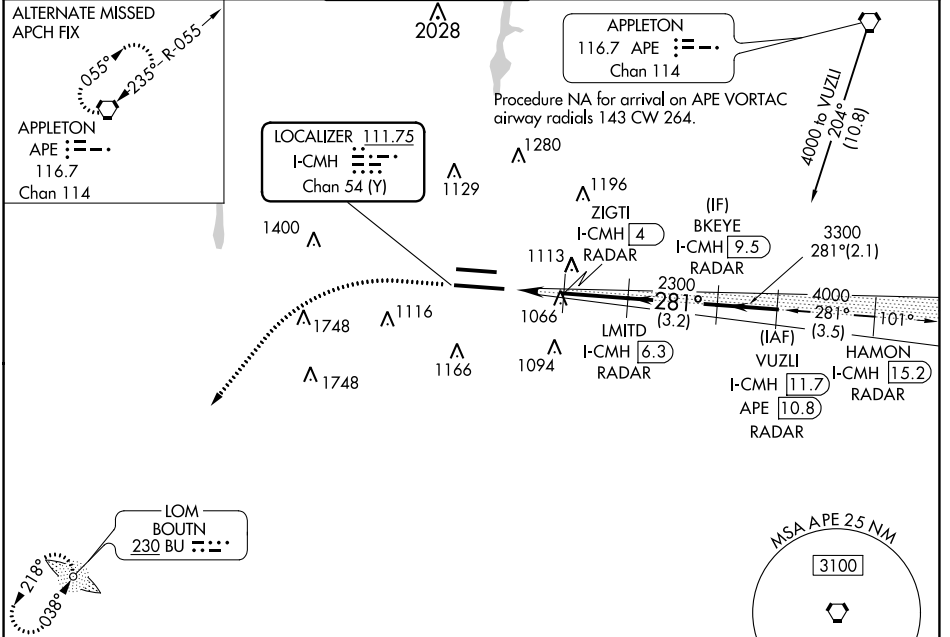 ALTERNATE MISSED
APCH FIX
055°
235°
R-055
APPLETON
APE
116.7
Chan 114
2028
APPLETON
116.7 APE
Chan 114
Procedure NA for arrival on APE VORTAC
airway radials 143 CW 264.
4000 to VUZLI
204°
(10.8)
LOCALIZER 111.75
I-CMH
Chan 54 (Y)
1280
1129
1196
1400
ZIGTI
I-CMH 4
RADAR
(IF)
BKEYE
I-CMH 9.5
RADAR
3300
281°(2.1)
1113
2300
281°
(3.2)
4000
281°
(3.5)
101°
1066
1748
1116
LMITD
I-CMH 6.3
RADAR
1166
1094
1748
(IAF)
VUZLI
I-CMH 11.7
APE 10.8
RADAR
HAMON
I-CMH 15.2
RADAR
LOM
BOUTN
230 BU
218°
038°
MSA APE 25 NM
3100